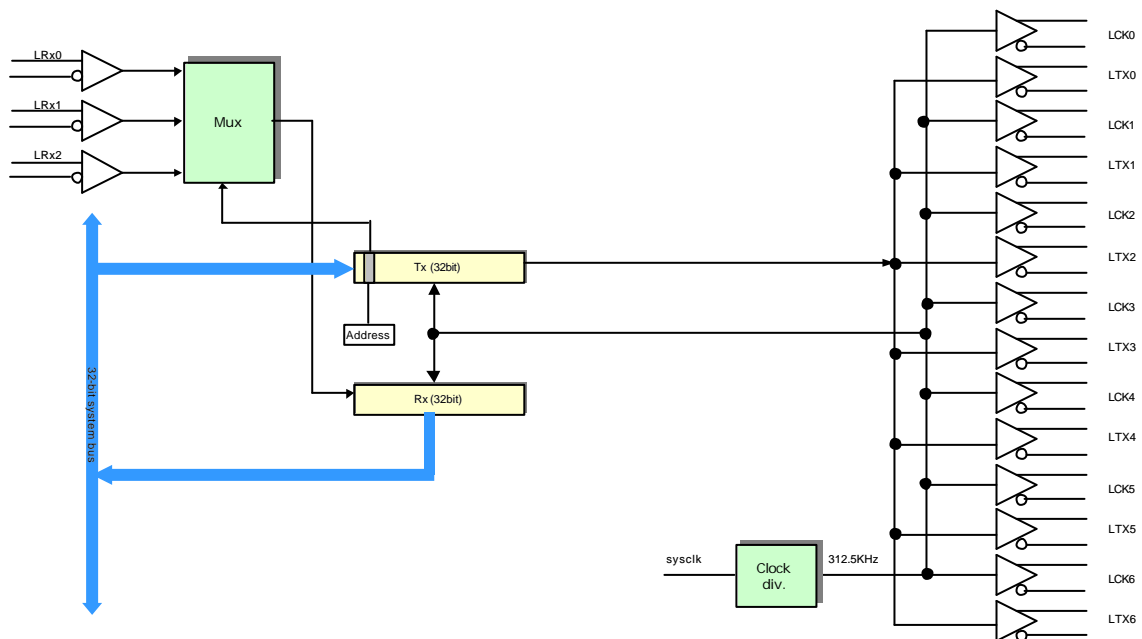 LRx0
LRx1
LRx2
Mux
Tx (32bit)
Address
Rx (32bit)
32-bit system bus
sysclk
Clock
div.
312.5KHz
LCK0
LTX0
LCK1
LTX1
LCK2
LTX2
LCK3
LTX3
LCK4
LTX4
LCK5
LTX5
LCK6
LTX6